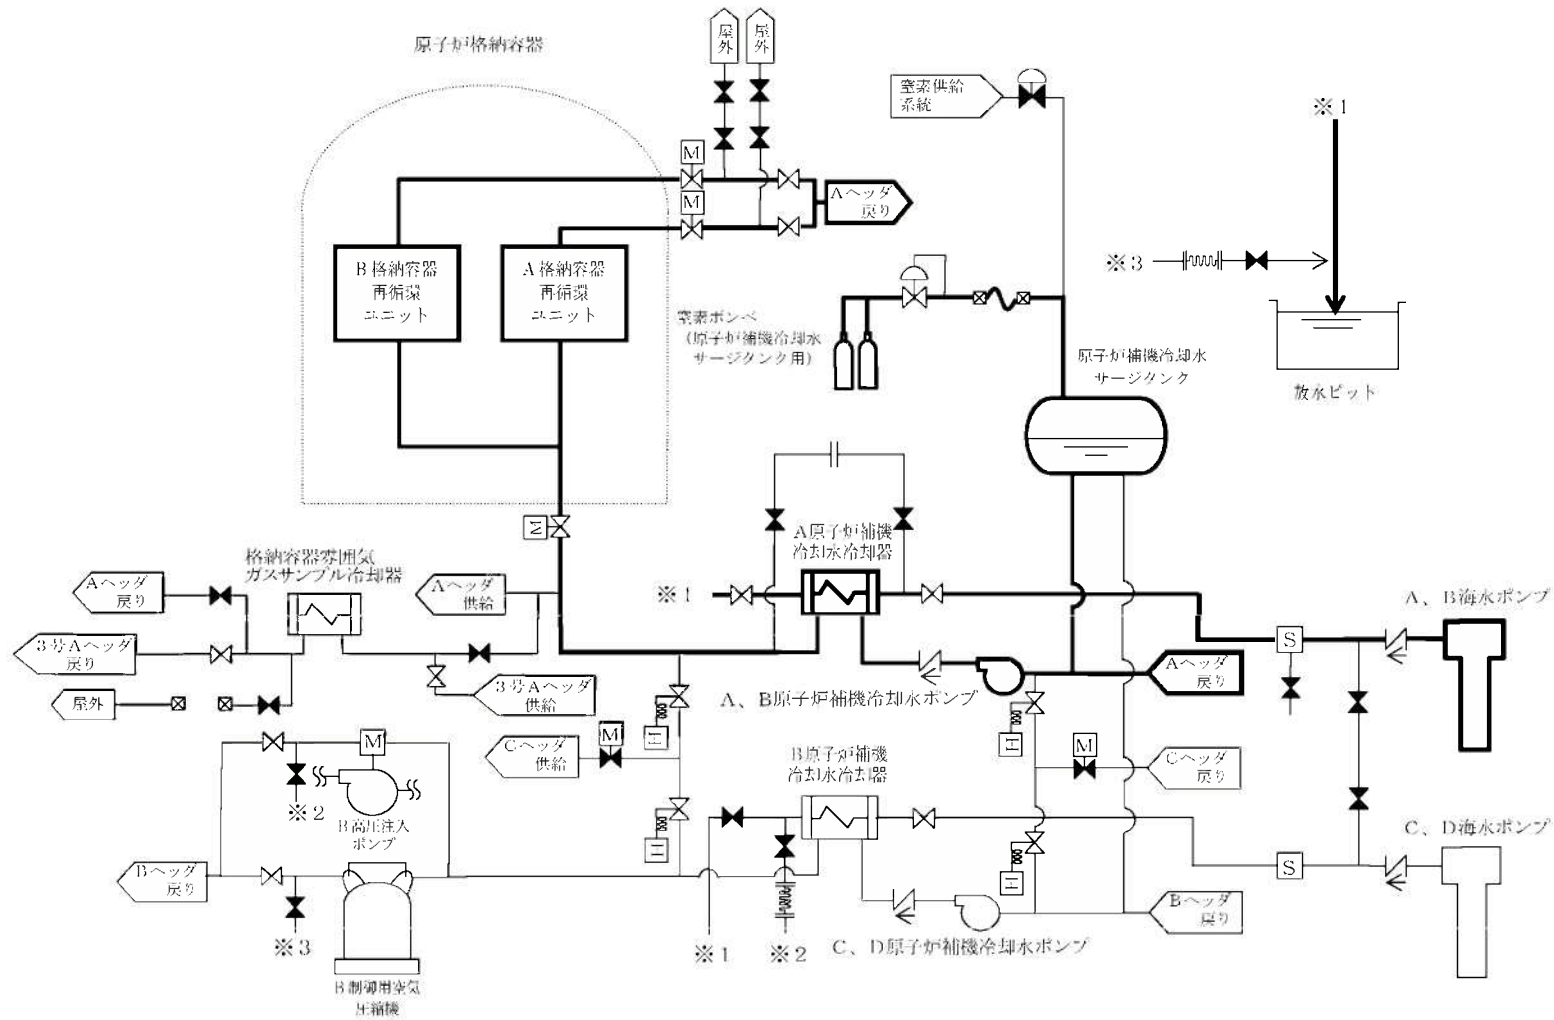 原子炉格納容器
屋外
屋外
窒素供給
系統
※1
M
M
Aヘッダ
戻り
B格納容器
再循環
ユニット
A格納容器
再循環
ユニット
※3
窒素ボンベ
(原子炉補機冷却水
サージタンク用)
原子炉補機冷却水
サージタンク
放水ピット
M
A原子炉補機
冷却水冷却器
格納容器雰囲気
ガスサンプル冷却器
Aヘッダ
戻り
Aヘッダ
供給
※1
A、B海水ポンプ
3号Aヘッダ
戻り
S
Aヘッダ
戻り
3号Aヘッダ
供給
屋外
A、B原子炉補機冷却水ポンプ
H
H
M
Cヘッダ
供給
M
B原子炉補機
冷却水冷却器
M
Cヘッダ
戻り
※2
B高圧注入
ポンプ
C、D海水ポンプ
H
H
S
Bヘッダ
戻り
Bヘッダ
戻り
※3
※1
※2
C、D原子炉補機冷却水ポンプ
B制御用空気
圧縮機